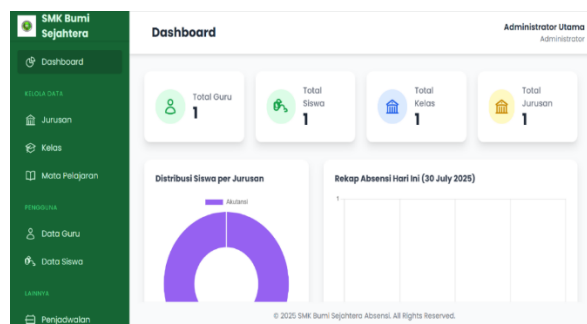 SMK Bumi
Sejahtera
Dashboard
KELOLA DATA
Jurusan
Kelas
Mata Pelajaran
PENGGUNA
Data Guru
Data Siswa
LAINNYA
Penjadwalan
Dashboard
Administrator Utama
Administrator
Total Guru
1
Total
Siswa
1
Total
Kelas
1
Total
Jurusan
1
Distribusi Siswa per Jurusan
Akutansi
Rekap Absensi Hari Ini (30 July 2025)
1
© 2025 SMK Bumi Sejahtera Absensi. All Rights Reserved.